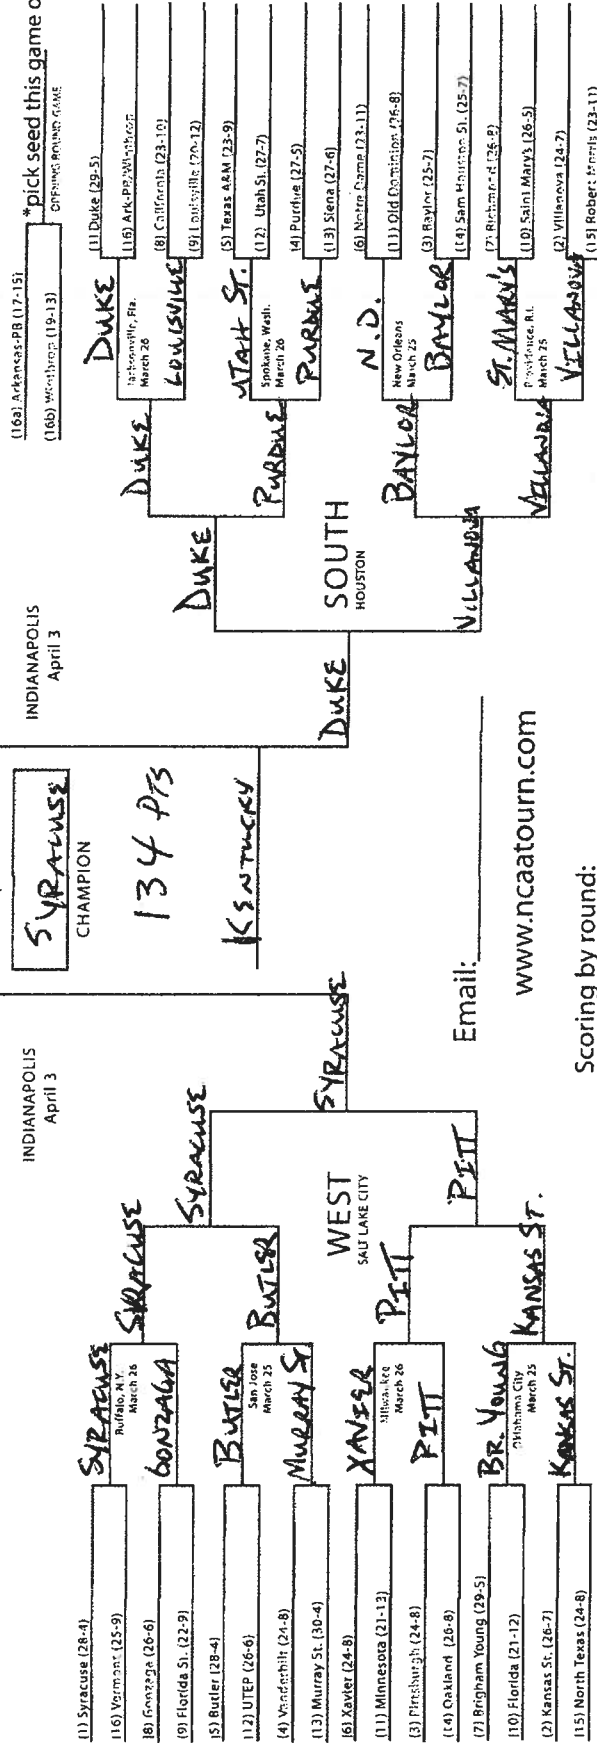 (1) Syracuse (28-4)
(16) Vermont (25-9)
(8) Gonzaga (26-6)
(9) Florida St. (22-9)
(5) Butler (28-4)
(12) UTEP (26-6)
(4) Vanderbilt (24-8)
(13) Murray St. (30-4)
(6) Xavier (24-8)
(11) Minnesota (21-13)
(3) Pittsburgh (24-8)
(14) Oakland (26-8)
(7) Brigham Young (29-5)
(10) Florida (21-12)
(2) Kansas St. (26-7)
(15) North Texas (24-8)
SYRACUSE
Buffalo, N.Y.
March 26
GONZAGA
BUTLER
San Jose
March 25
MURRAY ST
XAVIER
Milwaukee
March 26
PITT
BR. YOUNG
Oklahoma City
March 25
KANSAS ST.
SYRACUSE
BUTLER
PITT
KANSAS ST.
SYRACUSE
PITT
WEST
SALT LAKE CITY
SYRACUSE
INDIANAPOLIS
April 3
SYRACUSE
CHAMPION
134 PTS
KENTUCKY
Email:
www.ncaatourn.com
Scoring by round:
INDIANAPOLIS
April 3
DUKE
DUKE
VILLANOVA
SOUTH
HOUSTON
DUKE
PURDUE
BAYLOR
VILLANOVA
DUKE
Jacksonville, Fla.
March 26
LOUISVILLE
UTAH ST.
Spokane, Wash.
March 26
PURDUE
N.D.
New Orleans
March 25
BAYLOR
ST. MARY'S
Providence, R.I.
March 25
VILLANOVA
(16a) Arkansas-PB (17-15)
(16b) Winthrop (19-13)
*pick seed this game
OPENING ROUND GAME
(1) Duke (29-5)
(16) Ark-PB/Winthrop
(8) California (23-10)
(9) Louisville (20-12)
(5) Texas A&M (23-9)
(12) Utah St. (27-7)
(4) Purdue (27-5)
(13) Siena (27-6)
(6) Notre Dame (23-11)
(11) Old Dominion (26-8)
(3) Baylor (25-7)
(14) Sam Houston St. (25-7)
(7) Richmond (26-8)
(10) Saint Mary's (26-5)
(2) Villanova (24-7)
(15) Robert Morris (23-11)